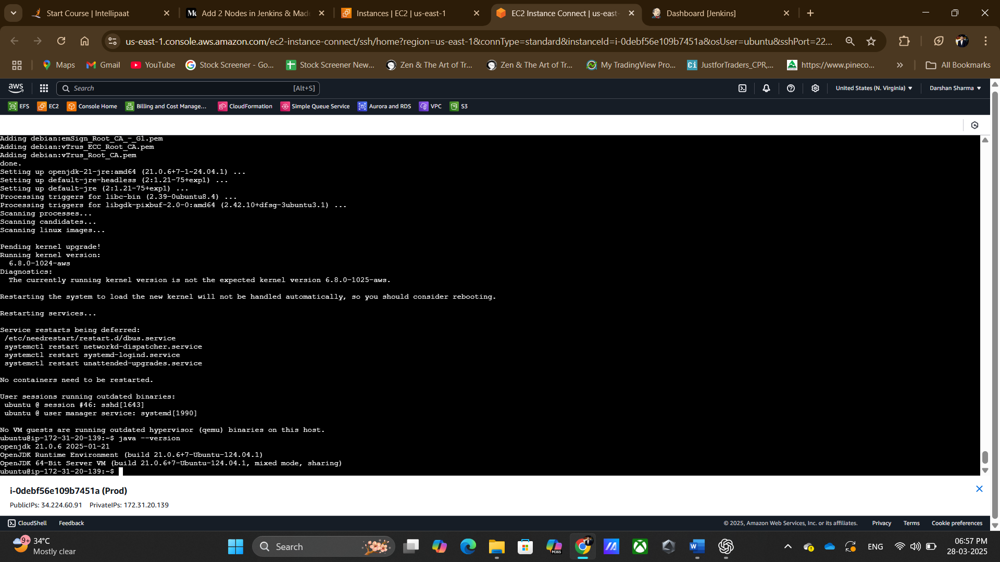 Start Course | Intellipaat
Add 2 Nodes in Jenkins & Made
Instances | EC2 | us-east-1
EC2 Instance Connect | us-east-
Dashboard [Jenkins]
us-east-1.console.aws.amazon.com/ec2-instance-connect/ssh/home?region=us-east-1&connType=standard&instanceId=i-0debf56e109b7451a&osUser=ubuntu&sshPort=22...
Maps
Gmail
YouTube
Stock Screener - Go...
Stock Screener New...
Zen & The Art of Tr...
Zen & The Art of Tr...
My TradingView Pro...
JustforTraders_CPR,...
https://www.pineco...
All Bookmarks
aws
Search
[Alt+S]
United States (N. Virginia)
Darshan Sharma
EFS
EC2
Console Home
Billing and Cost Manage...
CloudFormation
Simple Queue Service
Aurora and RDS
VPC
S3
Adding debian:emSign_Root_CA_-_G1.pem
Adding debian:vTrus_ECC_Root_CA.pem
Adding debian:vTrus_Root_CA.pem
done.
Setting up openjdk-21-jre:amd64 (21.0.6+7-1~24.04.1) ...
Setting up default-jre-headless (2:1.21-75+exp1) ...
Setting up default-jre (2:1.21-75+exp1) ...
Processing triggers for libc-bin (2.39-0ubuntu8.4) ...
Processing triggers for libgdk-pixbuf-2.0-0:amd64 (2.42.10+dfsg-3ubuntu3.1) ...
Scanning processes...
Scanning candidates...
Scanning linux images...
Pending kernel upgrade!
Running kernel version:
6.8.0-1024-aws
Diagnostics:
The currently running kernel version is not the expected kernel version 6.8.0-1025-aws.
Restarting the system to load the new kernel will not be handled automatically, so you should consider rebooting.
Restarting services...
Service restarts being deferred:
/etc/needrestart/restart.d/dbus.service
systemctl restart networkd-dispatcher.service
systemctl restart systemd-logind.service
systemctl restart unattended-upgrades.service
No containers need to be restarted.
User sessions running outdated binaries:
ubuntu @ session #46: sshd[1643]
ubuntu @ user manager service: systemd[1990]
No VM guests are running outdated hypervisor (qemu) binaries on this host.
ubuntu@ip-172-31-20-139:~$ java --version
openjdk 21.0.6 2025-01-21
OpenJDK Runtime Environment (build 21.0.6+7-Ubuntu-124.04.1)
OpenJDK 64-Bit Server VM (build 21.0.6+7-Ubuntu-124.04.1, mixed mode, sharing)
ubuntu@ip-172-31-20-139:~$
i-0debf56e109b7451a (Prod)
PublicIPs: 34.224.60.91 PrivateIPs: 172.31.20.139
CloudShell
Feedback
© 2025, Amazon Web Services, Inc. or its affiliates.
Privacy
Terms
Cookie preferences
9+
34°C
Mostly clear
Search
ENG
06:57 PM
28-03-2025